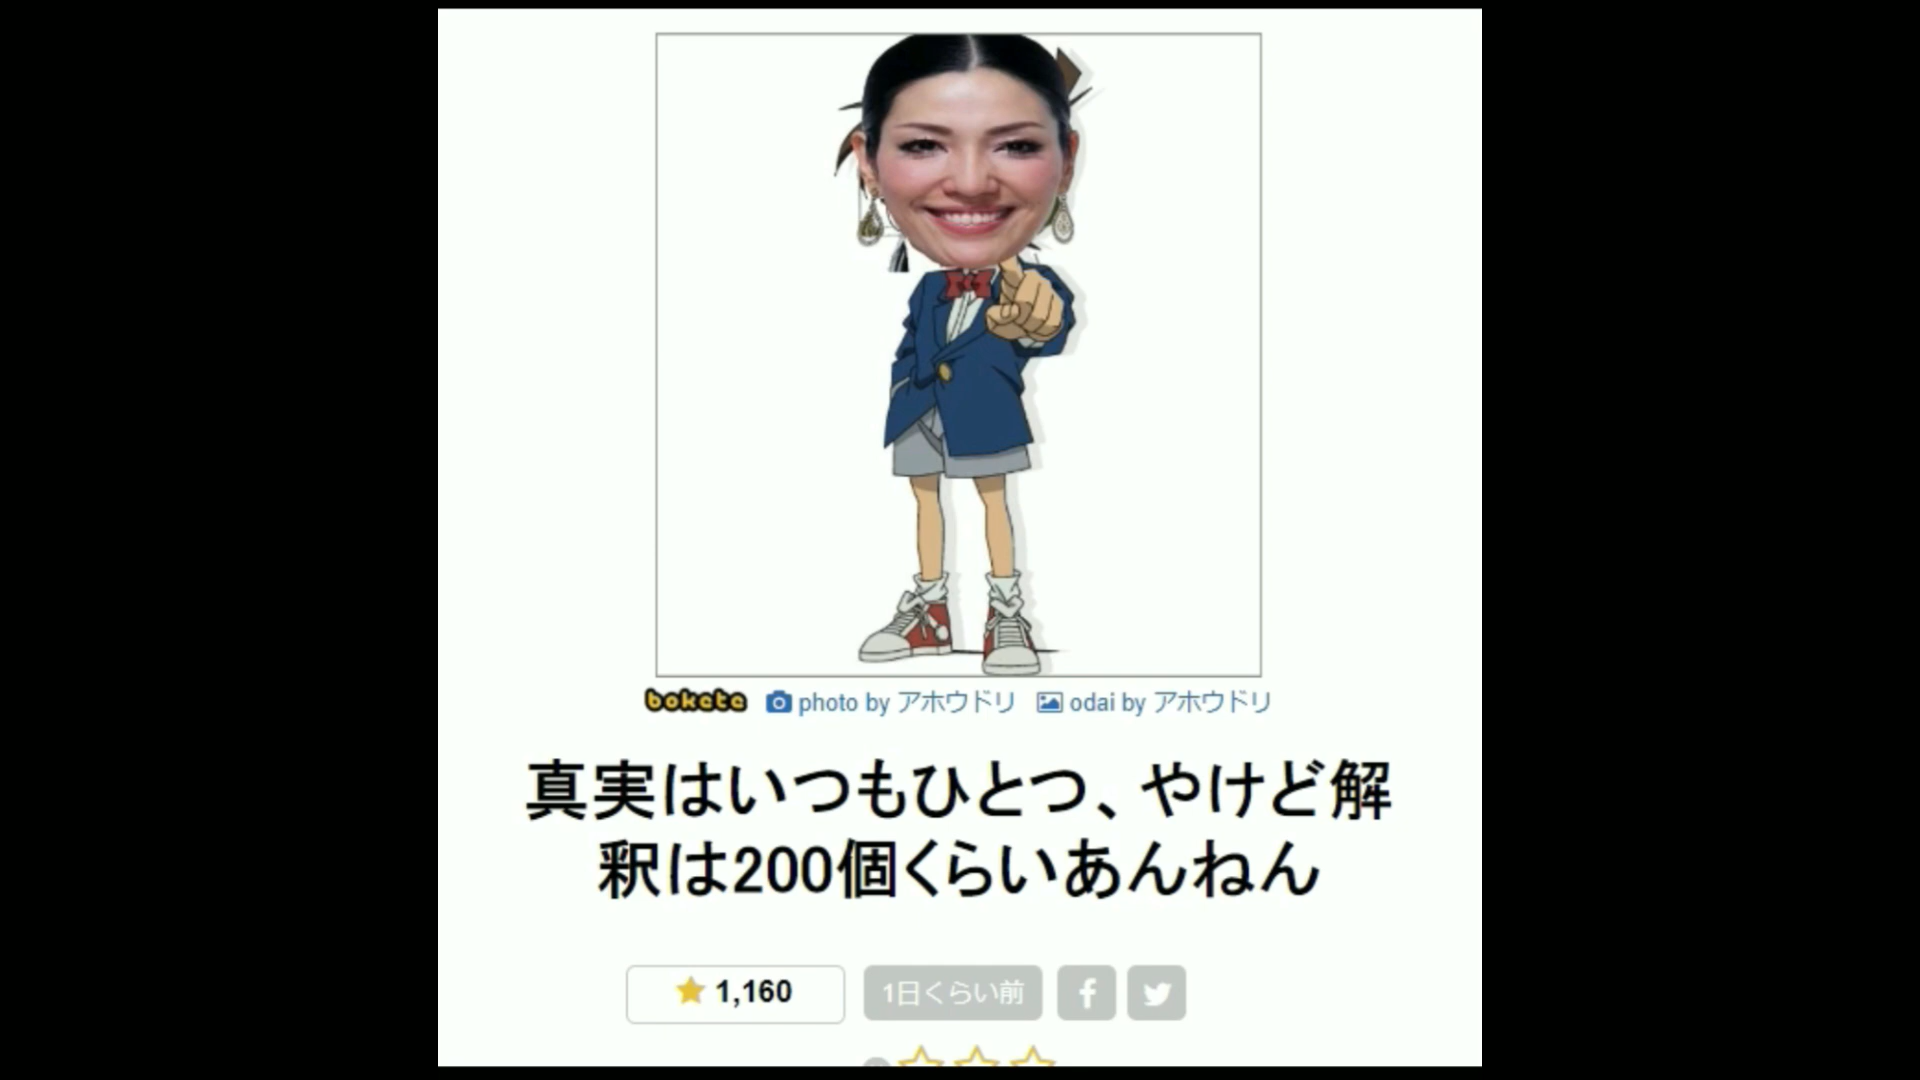 bokete photo by アホウドリ odai by アホウドリ
真実はいつもひとつ、やけど解
釈は200個くらいあんねん
1,160 1日くらい前